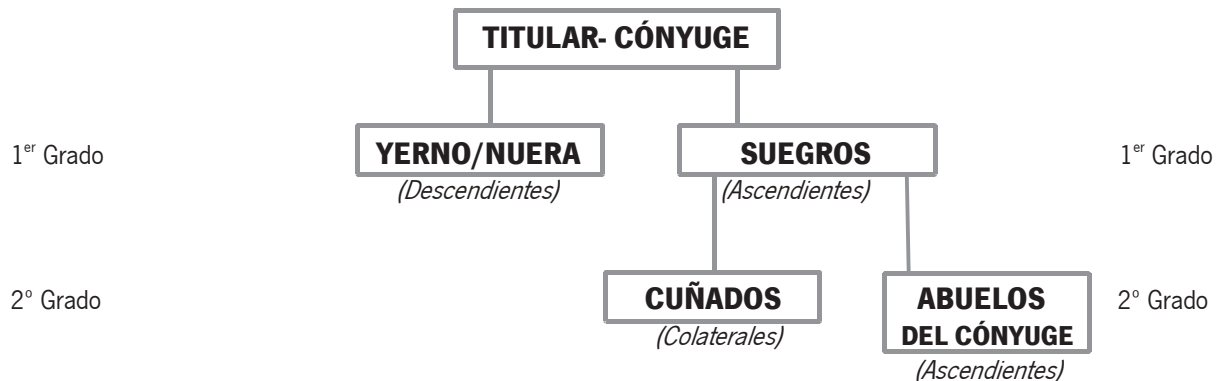 TITULAR- CÓNYUGE
1er Grado
YERNO/NUERA
(Descendientes)
SUEGROS
(Ascendientes)
1er Grado
2º Grado
CUÑADOS
(Colaterales)
ABUELOS
DEL CÓNYUGE
(Ascendientes)
2º Grado